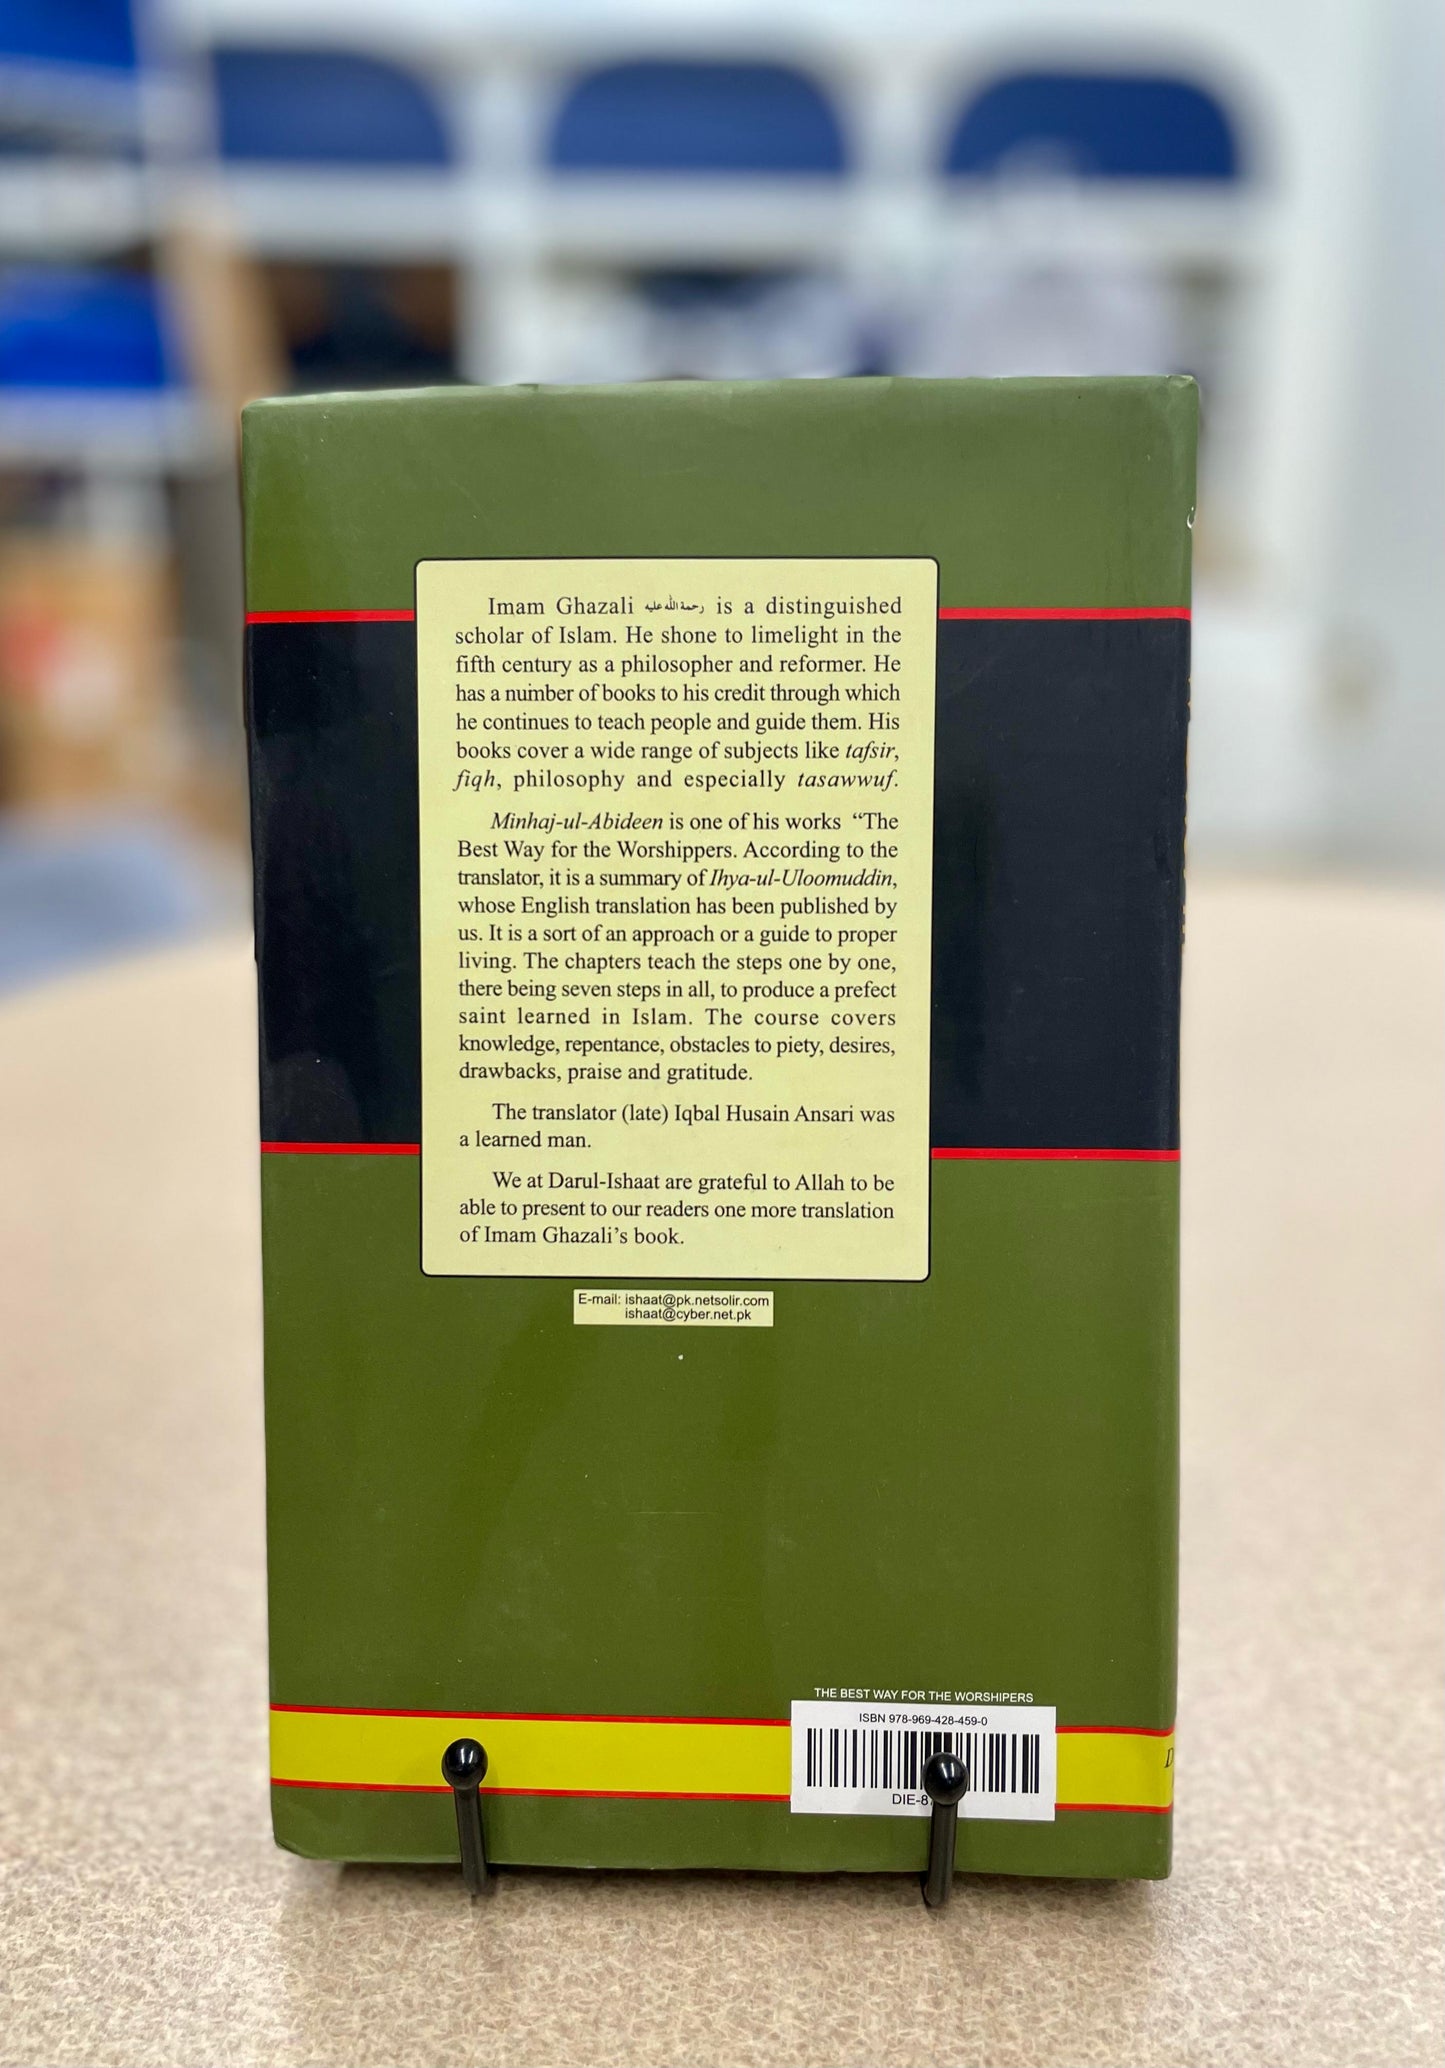 Imam Ghazali رحمة الله عليه is a distinguished
scholar of Islam. He shone to limelight in the
fifth century as a philosopher and reformer. He
has a number of books to his credit through which
he continues to teach people and guide them. His
books cover a wide range of subjects like tafsir,
fiqh, philosophy and especially tasawwuf.
Minhaj-ul-Abideen is one of his works “The
Best Way for the Worshippers. According to the
translator, it is a summary of Ihya-ul-Uloomuddin,
whose English translation has been published by
us. It is a sort of an approach or a guide to proper
living. The chapters teach the steps one by one,
there being seven steps in all, to produce a prefect
saint learned in Islam. The course covers
knowledge, repentance, obstacles to piety, desires,
drawbacks, praise and gratitude.
The translator (late) Iqbal Husain Ansari was
a learned man.
We at Darul-Ishaat are grateful to Allah to be
able to present to our readers one more translation
of Imam Ghazali’s book.
E-mail: ishaat@pk.netsolir.com
ishaat@cyber.net.pk
THE BEST WAY FOR THE WORSHIPERS
ISBN 978-969-428-459-0